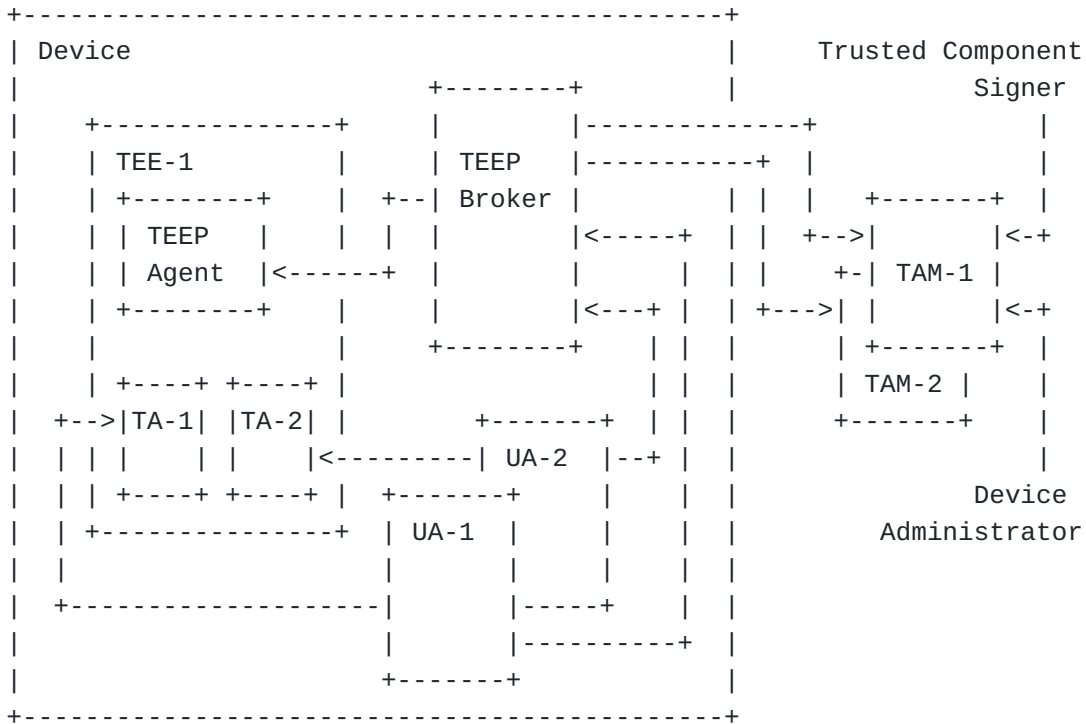 Device
Trusted Component
Signer
TEE-1
TEEP
Broker
TEEP
Agent
TAM-1
TAM-2
TA-1
TA-2
UA-2
UA-1
Device
Administrator